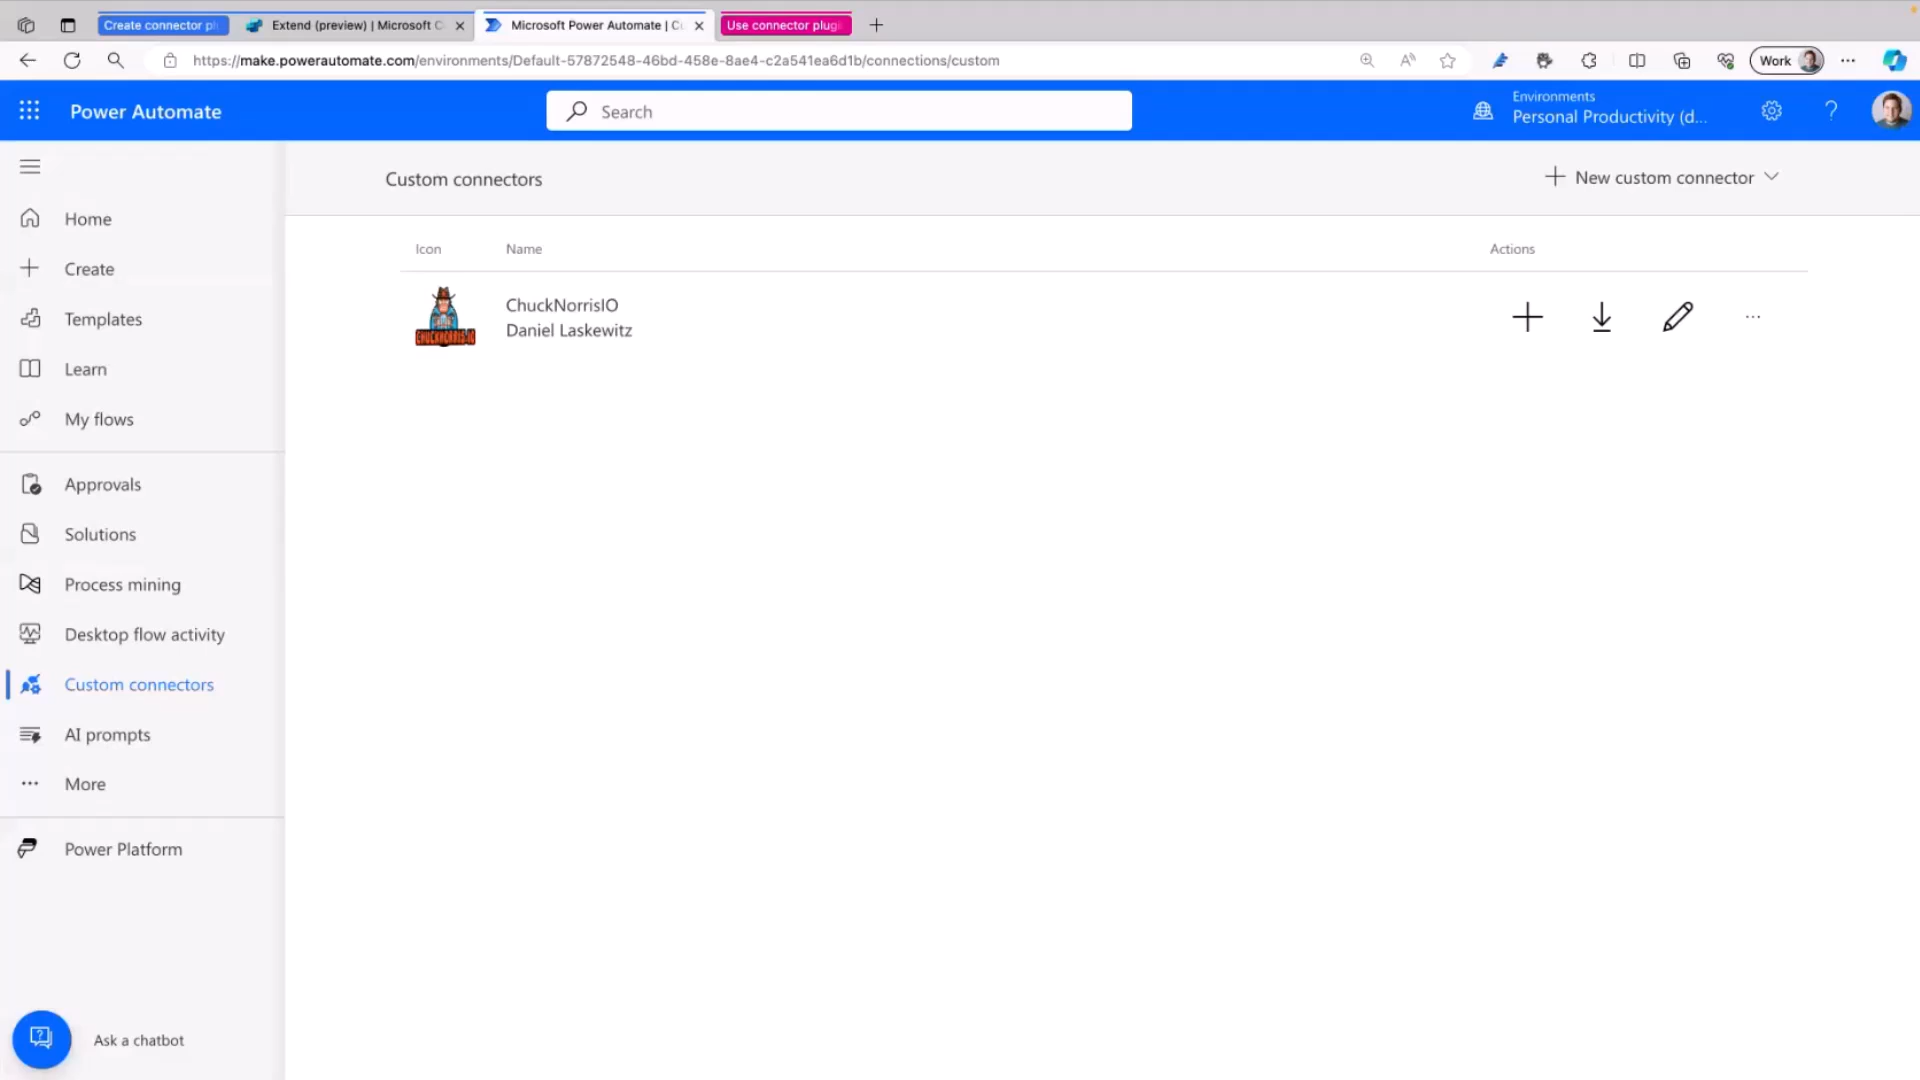 Create connector pl
Extend (preview) | Microsoft C
Microsoft Power Automate | C
Use connector plugi
https://make.powerautomate.com/environments/Default-57872548-46bd-458e-8ae4-c2a541ea6d1b/connections/custom
Work
Power Automate
Search
Environments
Personal Productivity (d...
Custom connectors
New custom connector
Home
Create
Templates
Learn
My flows
Approvals
Solutions
Process mining
Desktop flow activity
Custom connectors
AI prompts
More
Power Platform
Ask a chatbot
Icon
Name
Actions
CHUCKNORRIS.IO
ChuckNorrisIO
Daniel Laskewitz